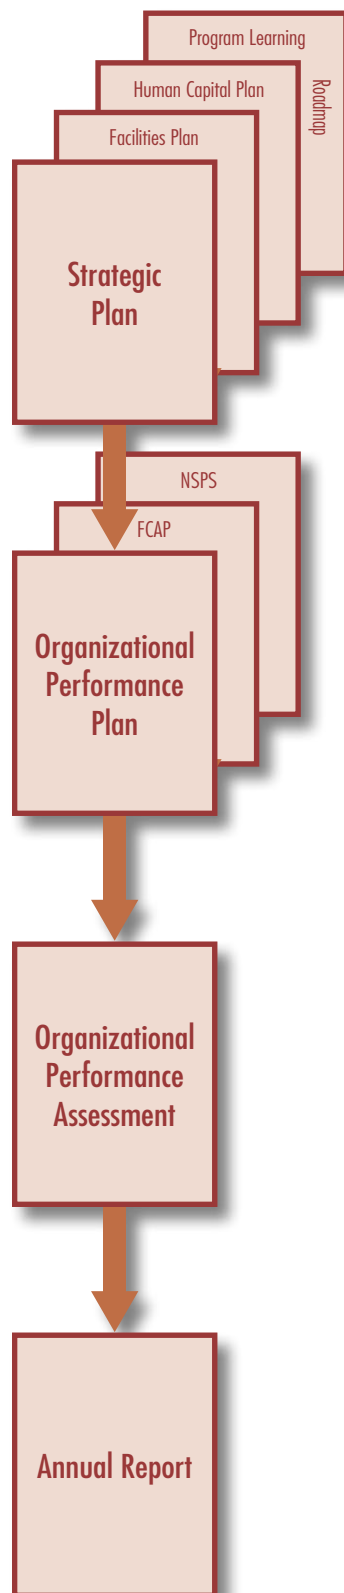 Program Learning
Roadmap
Human Capital Plan
Facilities Plan
Strategic
Plan
NSPS
FCAP
Organizational
Performance
Plan
Organizational
Performance
Assessment
Annual Report